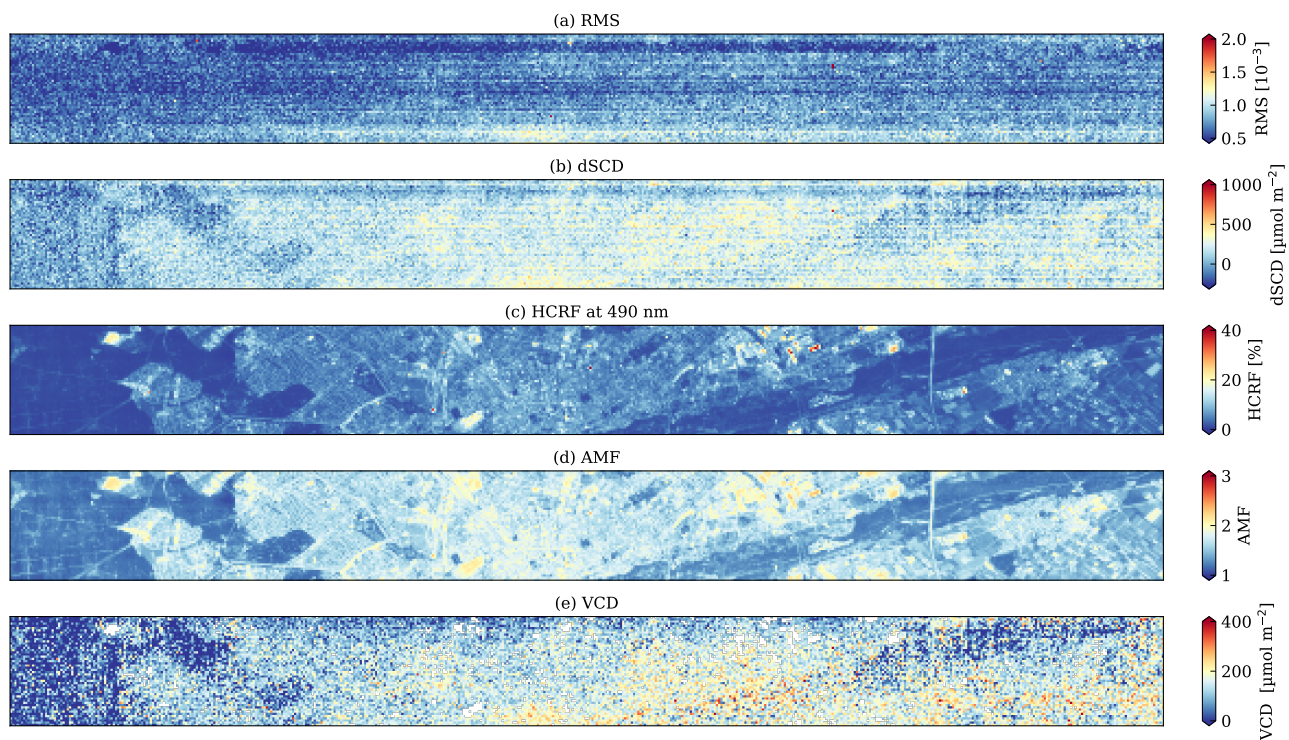 (a) RMS
2.0
1.5
1.0
0.5
RMS [10⁻³]
(b) dSCD
1000
500
0
dSCD [µmol m⁻²]
(c) HCRF at 490 nm
40
20
0
HCRF [%]
(d) AMF
3
2
1
AMF
(e) VCD
400
200
0
VCD [µmol m⁻²]